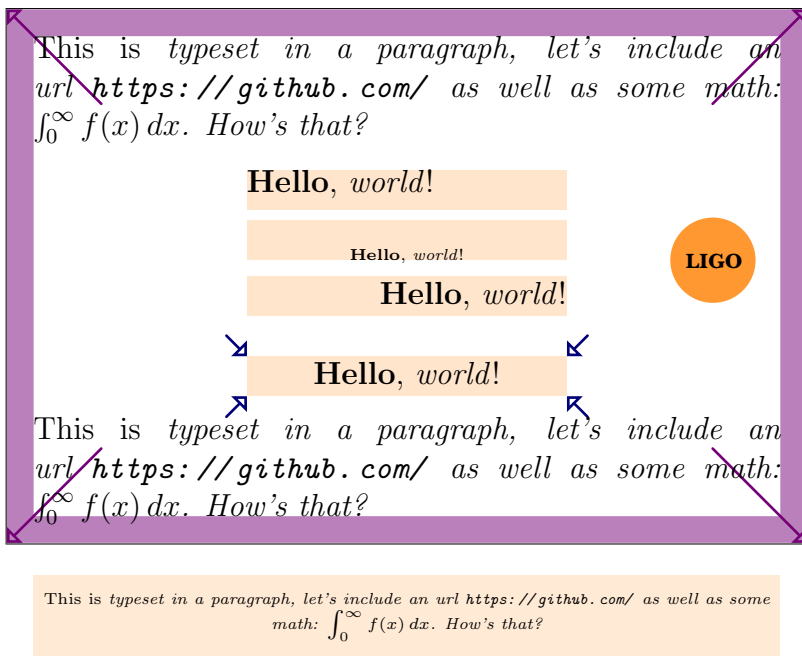 This is typeset in a paragraph, let's include an
url https://github.com/ as well as some math:
∫₀^∞ f(x) dx. How's that?
Hello, world!
Hello, world!
LIGO
Hello, world!
Hello, world!
This is typeset in a paragraph, let's include an
url https://github.com/ as well as some math:
∫₀^∞ f(x) dx. How's that?
This is typeset in a paragraph, let's include an url https://github.com/ as well as some
math: ∫₀^∞ f(x) dx. How's that?